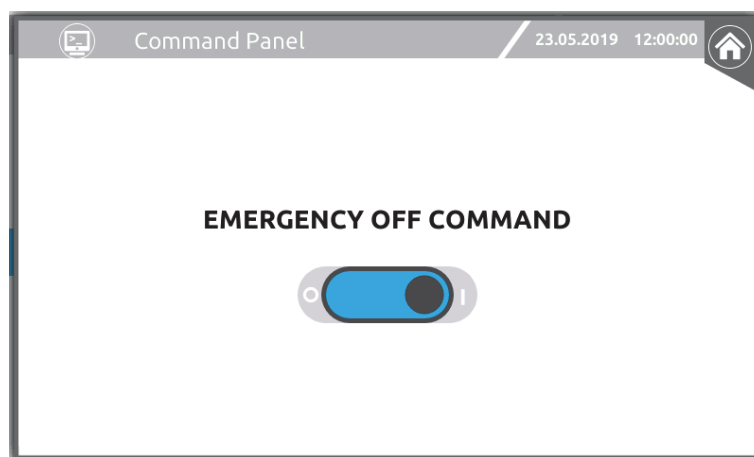 Command Panel
23.05.2019 12:00:00
EMERGENCY OFF COMMAND
O I